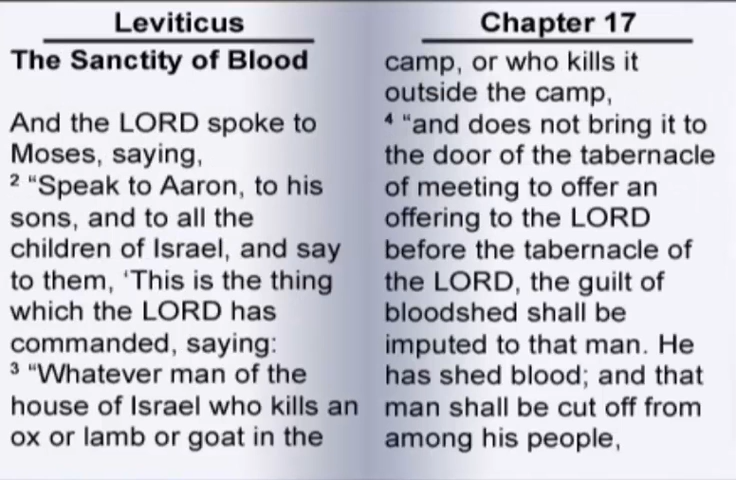 Leviticus
The Sanctity of Blood
And the LORD spoke to
Moses, saying,
² “Speak to Aaron, to his
sons, and to all the
children of Israel, and say
to them, ‘This is the thing
which the LORD has
commanded, saying:
³ “Whatever man of the
house of Israel who kills an
ox or lamb or goat in the
Chapter 17
camp, or who kills it
outside the camp,
⁴ “and does not bring it to
the door of the tabernacle
of meeting to offer an
offering to the LORD
before the tabernacle of
the LORD, the guilt of
bloodshed shall be
imputed to that man. He
has shed blood; and that
man shall be cut off from
among his people,